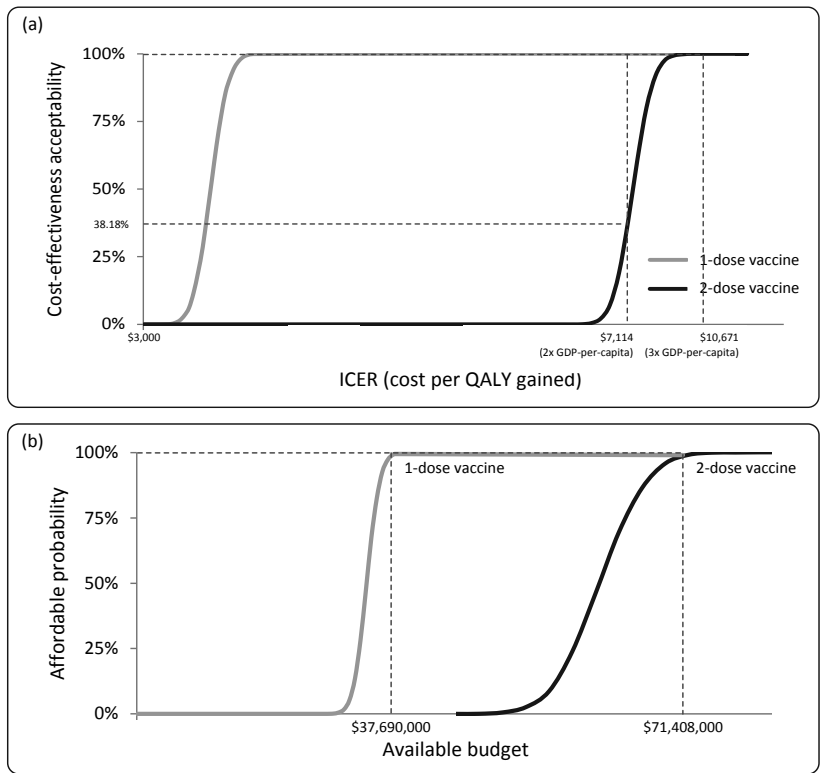 (a)
Cost-effectiveness acceptability
100%
75%
50%
38.18%
25%
0%
1-dose vaccine
2-dose vaccine
$3,000
$7,114
$10,671
(2x GDP-per-capita)
(3x GDP-per-capita)
ICER (cost per QALY gained)
(b)
Affordable probability
100%
75%
50%
25%
0%
1-dose vaccine
2-dose vaccine
$37,690,000
$71,408,000
Available budget